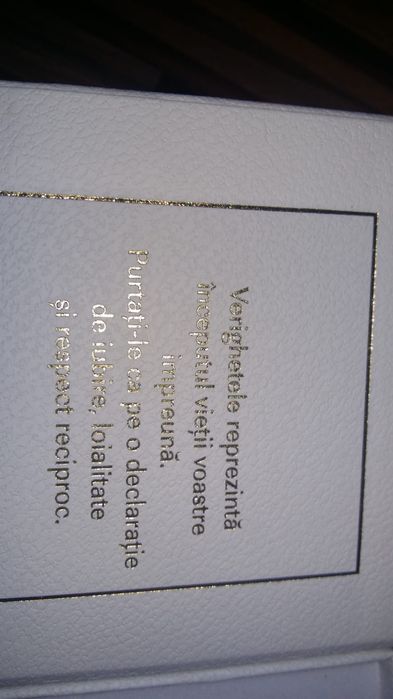 Verighetele reprezintă
începutul vieții voastre
împreună.
Purtați-le ca pe o declarație
de iubire, loialitate
și respect reciproc.